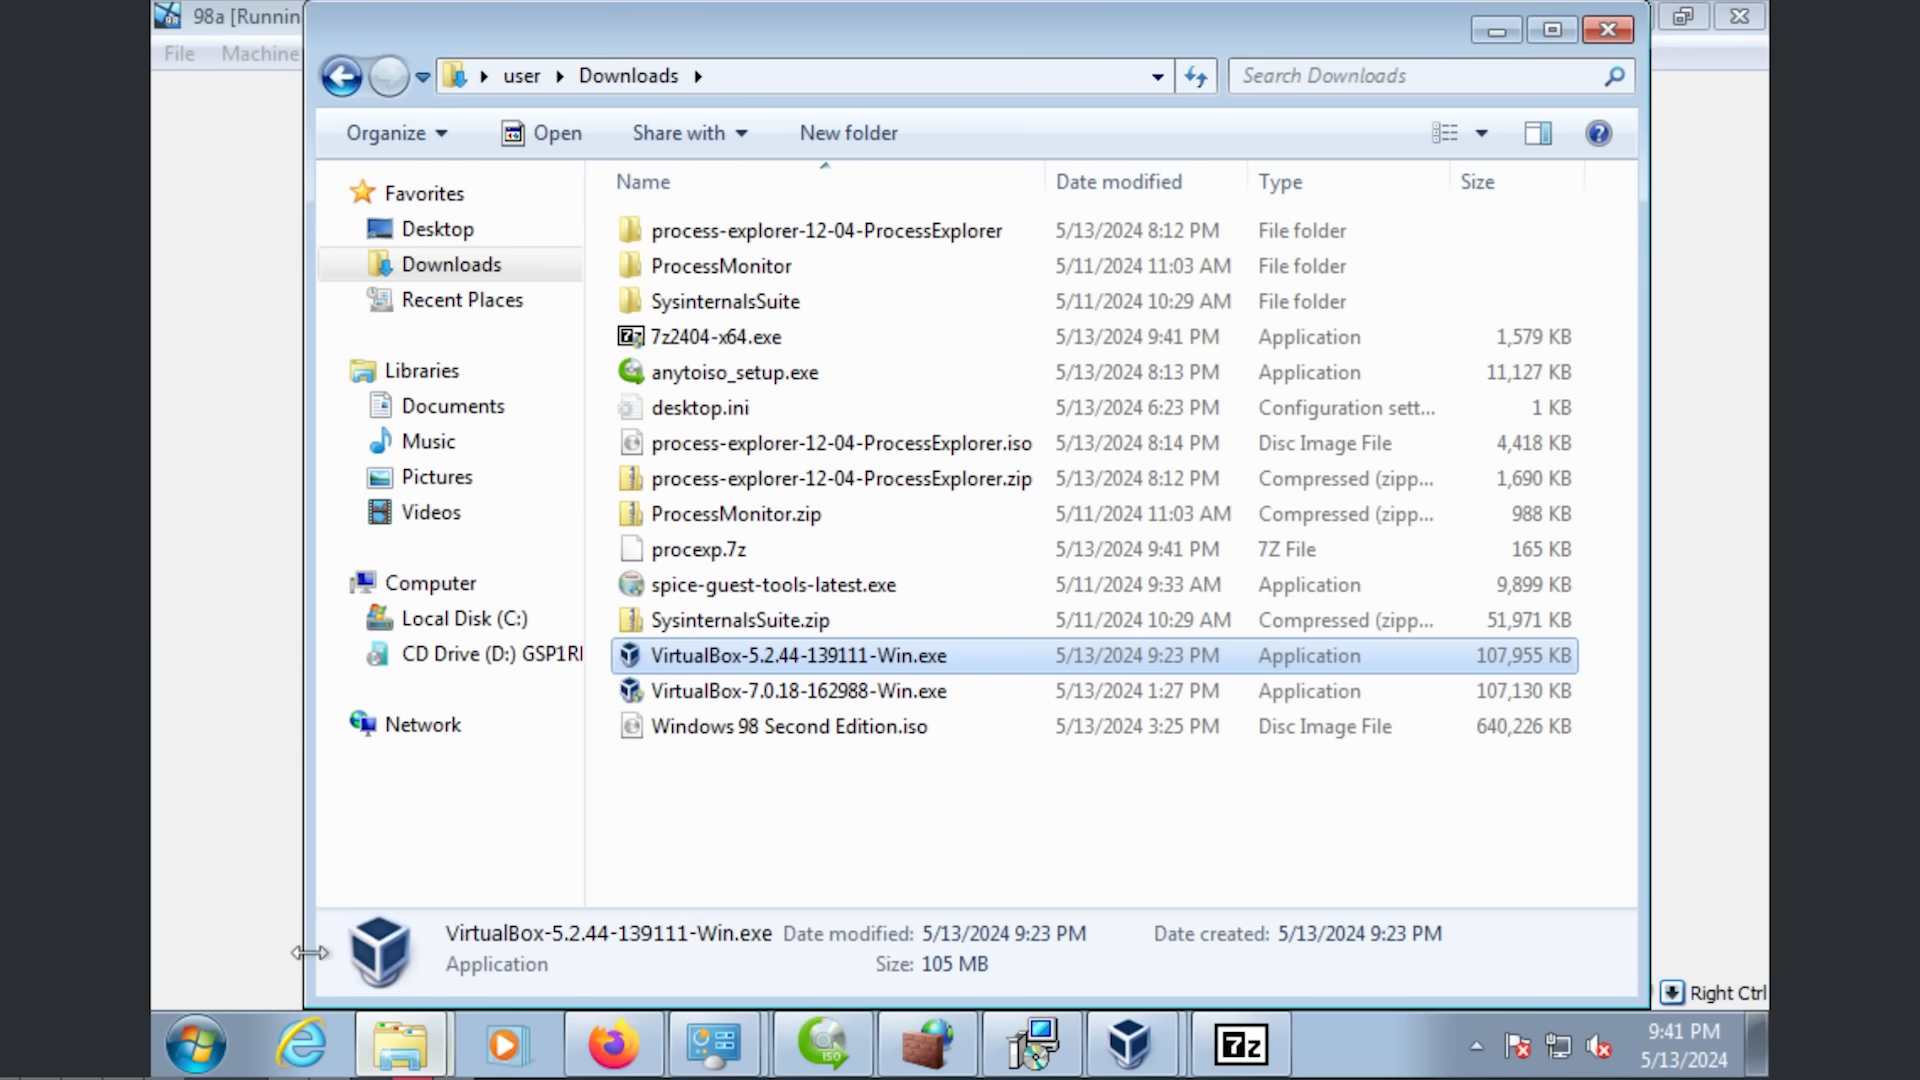 98a [Runnin
File Machine
user Downloads
Search Downloads
Organize Open Share with New folder
Name Date modified Type Size
Favorites
Desktop
Downloads
Recent Places
Libraries
Documents
Music
Pictures
Videos
Computer
Local Disk (C:)
CD Drive (D:) GSP1RI
Network
process-explorer-12-04-ProcessExplorer 5/13/2024 8:12 PM File folder
ProcessMonitor 5/11/2024 11:03 AM File folder
SysinternalsSuite 5/11/2024 10:29 AM File folder
7z2404-x64.exe 5/13/2024 9:41 PM Application 1,579 KB
anytoiso_setup.exe 5/13/2024 8:13 PM Application 11,127 KB
desktop.ini 5/13/2024 6:23 PM Configuration sett... 1 KB
process-explorer-12-04-ProcessExplorer.iso 5/13/2024 8:14 PM Disc Image File 4,418 KB
process-explorer-12-04-ProcessExplorer.zip 5/13/2024 8:12 PM Compressed (zipp... 1,690 KB
ProcessMonitor.zip 5/11/2024 11:03 AM Compressed (zipp... 988 KB
procexp.7z 5/13/2024 9:41 PM 7Z File 165 KB
spice-guest-tools-latest.exe 5/11/2024 9:33 AM Application 9,899 KB
SysinternalsSuite.zip 5/11/2024 10:29 AM Compressed (zipp... 51,971 KB
VirtualBox-5.2.44-139111-Win.exe 5/13/2024 9:23 PM Application 107,955 KB
VirtualBox-7.0.18-162988-Win.exe 5/13/2024 1:27 PM Application 107,130 KB
Windows 98 Second Edition.iso 5/13/2024 3:25 PM Disc Image File 640,226 KB
VirtualBox-5.2.44-139111-Win.exe Date modified: 5/13/2024 9:23 PM Date created: 5/13/2024 9:23 PM
Application Size: 105 MB
Right Ctrl
ISO
7z
9:41 PM
5/13/2024